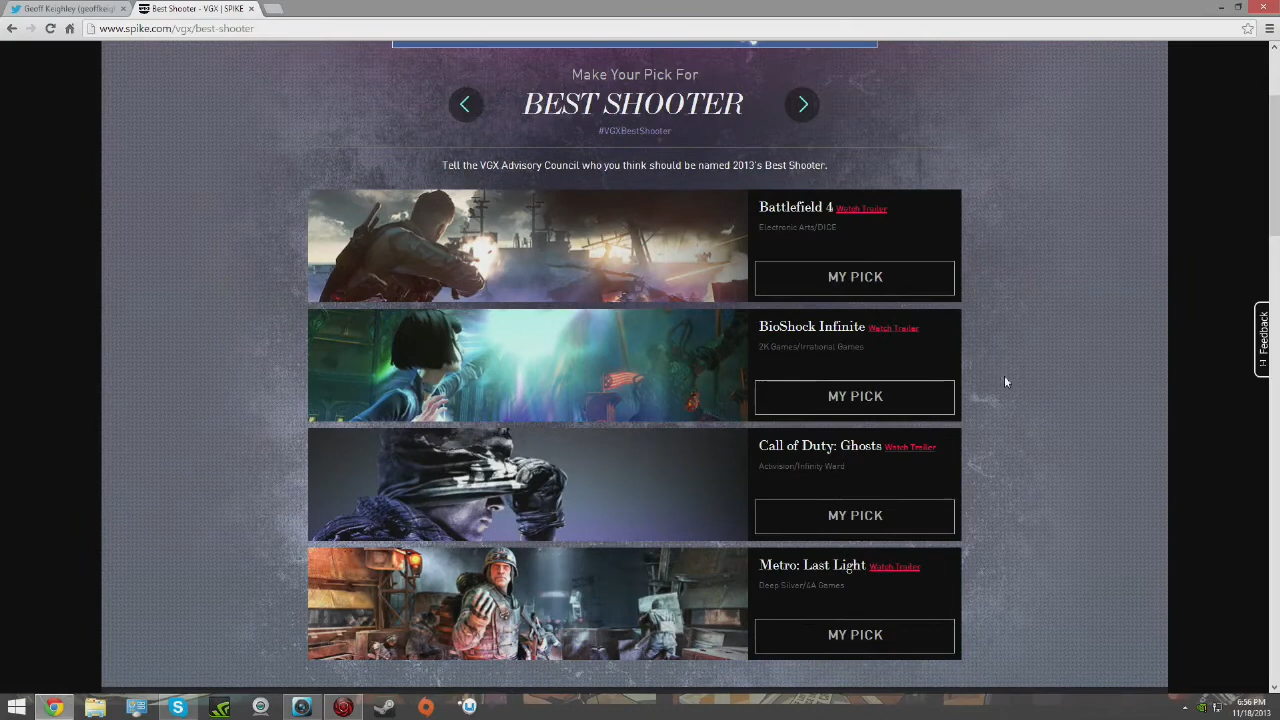 Geoff Keighley (geoffkeigh
Best Shooter - VGX | SPIKE
www.spike.com/vgx/best-shooter
Make Your Pick For
BEST SHOOTER
#VGXBestShooter
Tell the VGX Advisory Council who you think should be named 2013's Best Shooter.
Battlefield 4 Watch Trailer
Electronic Arts/DICE
MY PICK
BioShock Infinite Watch Trailer
2K Games/Irrational Games
MY PICK
Call of Duty: Ghosts Watch Trailer
Activision/Infinity Ward
MY PICK
Metro: Last Light Watch Trailer
Deep Silver/4A Games
MY PICK
[-] Feedback
6:56 PM
11/18/2013